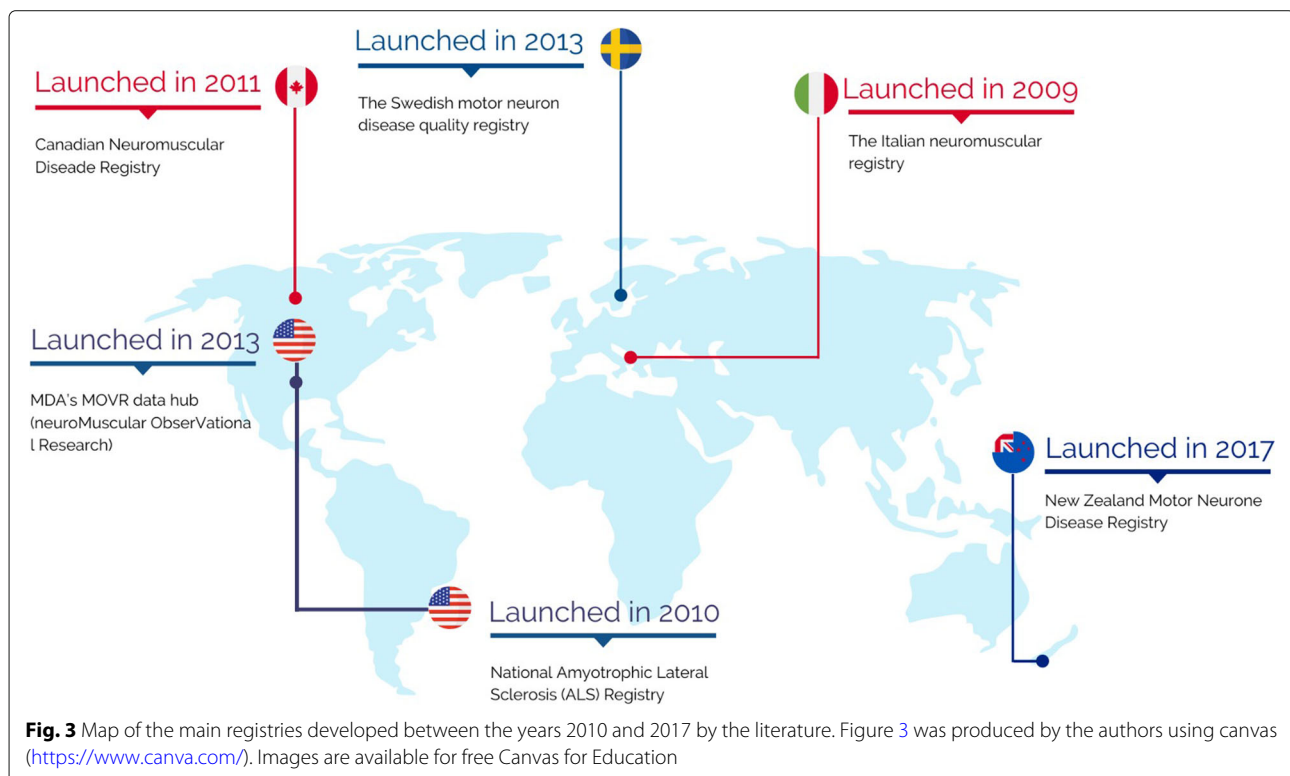 Launched in 2011
Canadian Neuromuscular
Diseade Registry
Launched in 2013
The Swedish motor neuron
disease quality registry
Launched in 2009
The Italian neuromuscular
registry
Launched in 2013
MDA's MOVR data hub
(neuroMuscular ObserVationa
l Research)
Launched in 2017
New Zealand Motor Neurone
Disease Registry
Launched in 2010
National Amyotrophic Lateral
Sclerosis (ALS) Registry
Fig. 3 Map of the main registries developed between the years 2010 and 2017 by the literature. Figure 3 was produced by the authors using canvas
(https://www.canva.com/). Images are available for free Canvas for Education